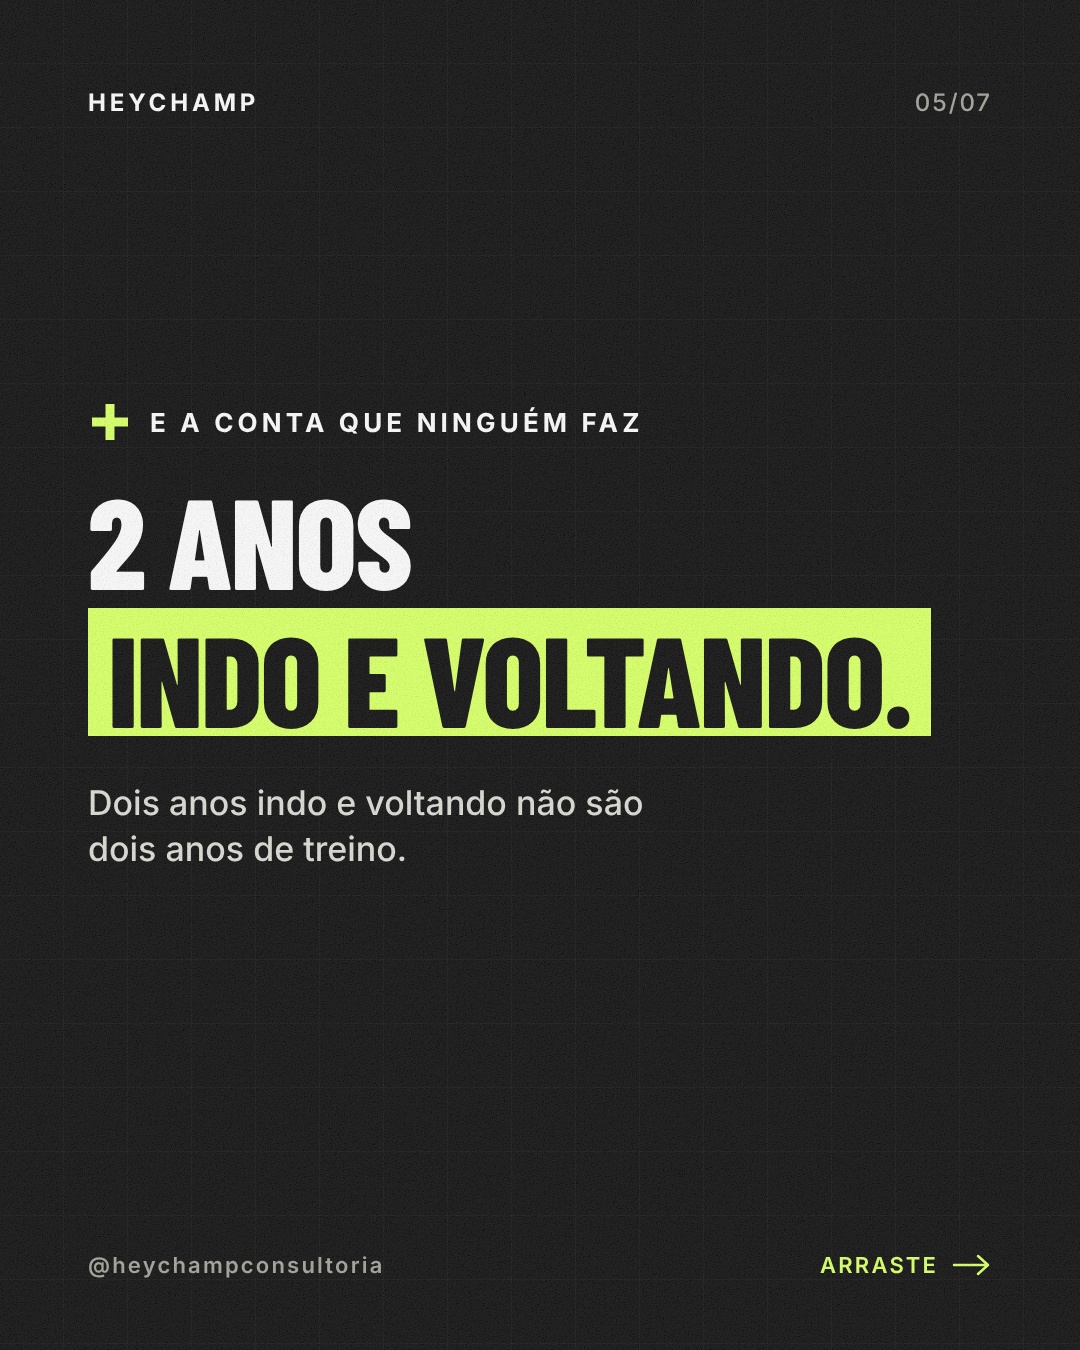 HEYCHAMP
05/07
E A CONTA QUE NINGUÉM FAZ
2 ANOS
INDO E VOLTANDO.
Dois anos indo e voltando não são
dois anos de treino.
@heychampconsultoria
ARRASTE